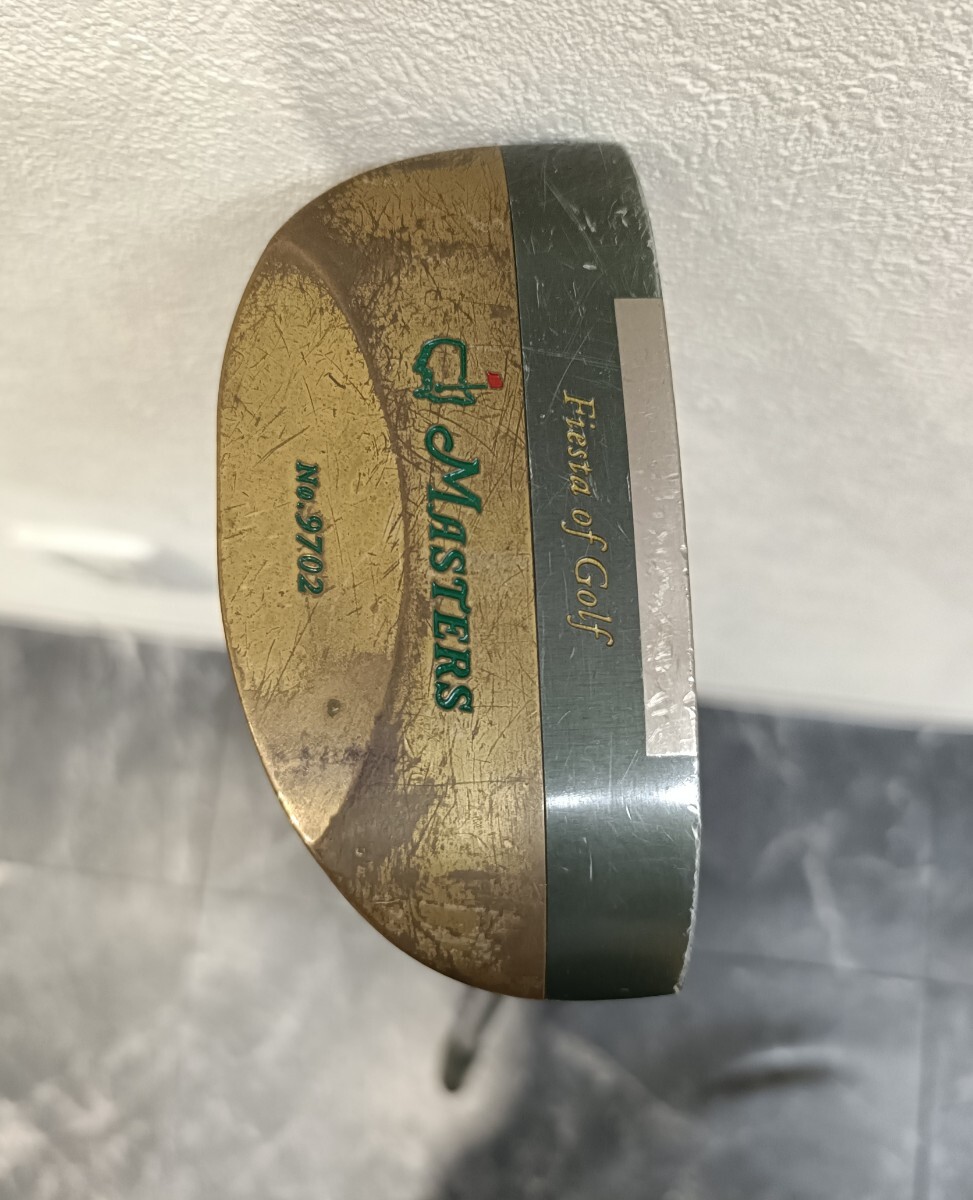 Fiesta of Golf
MASTERS
No.9702